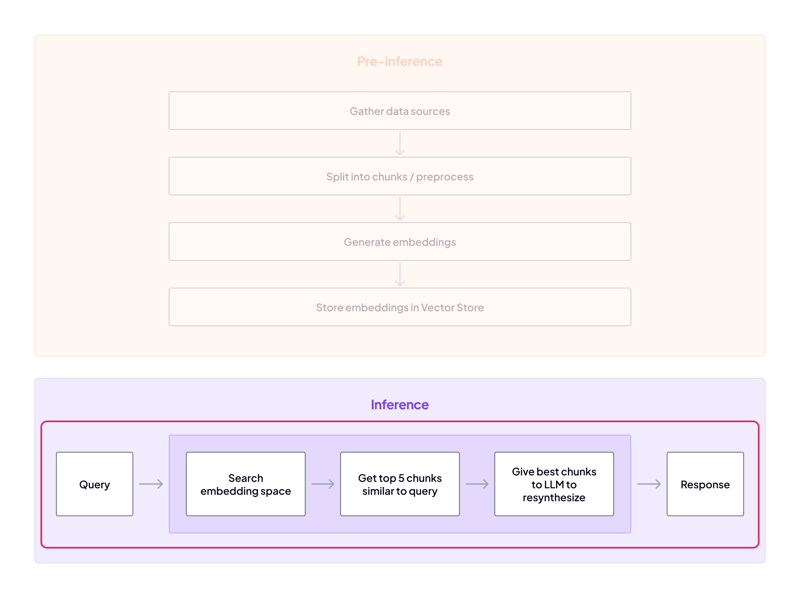 Pre-inference
Gather data sources
Split into chunks / preprocess
Generate embeddings
Store embeddings in Vector Store
Inference
Query
Search
embedding space
Get top 5 chunks
similar to query
Give best chunks
to LLM to
resynthesize
Response